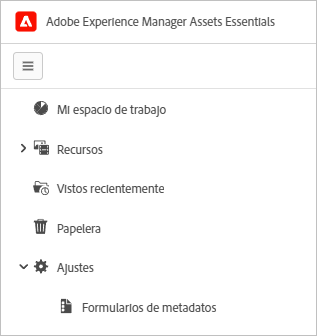 Adobe Experience Manager Assets Essentials
Mi espacio de trabajo
Recursos
Vistos recientemente
Papelera
Ajustes
Formularios de metadatos